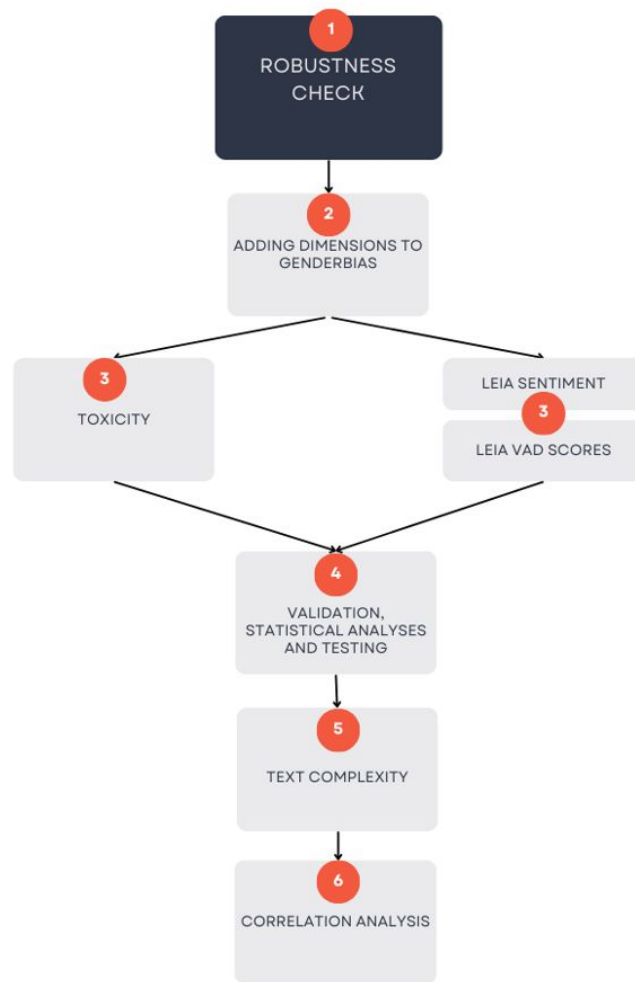 1
ROBUSTNESS
CHECK
2
ADDING DIMENSIONS TO
GENDERBIAS
3
TOXICITY
LEIA SENTIMENT
3
LEIA VAD SCORES
4
VALIDATION,
STATISTICAL ANALYSES
AND TESTING
5
TEXT COMPLEXITY
6
CORRELATION ANALYSIS